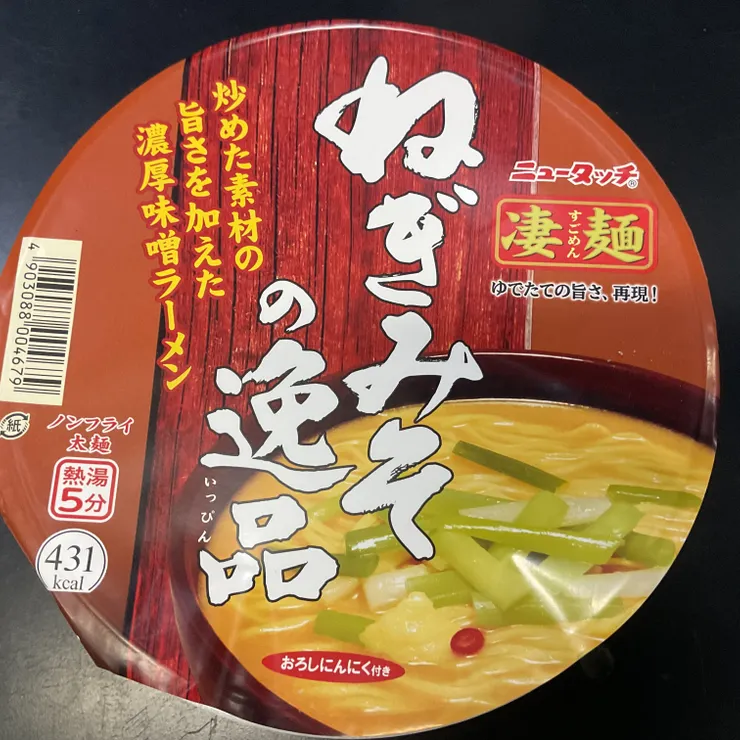 ねぎみそ
の逸品
いっぴん
炒めた素材の
旨さを加えた
濃厚味噌ラーメン
ニュータッチ®
凄麺
すごめん
ゆでたての旨さ、再現!
4903088004679
紙
ノンフライ
太麺
熱湯
5分
431
kcal
おろしにんにく付き